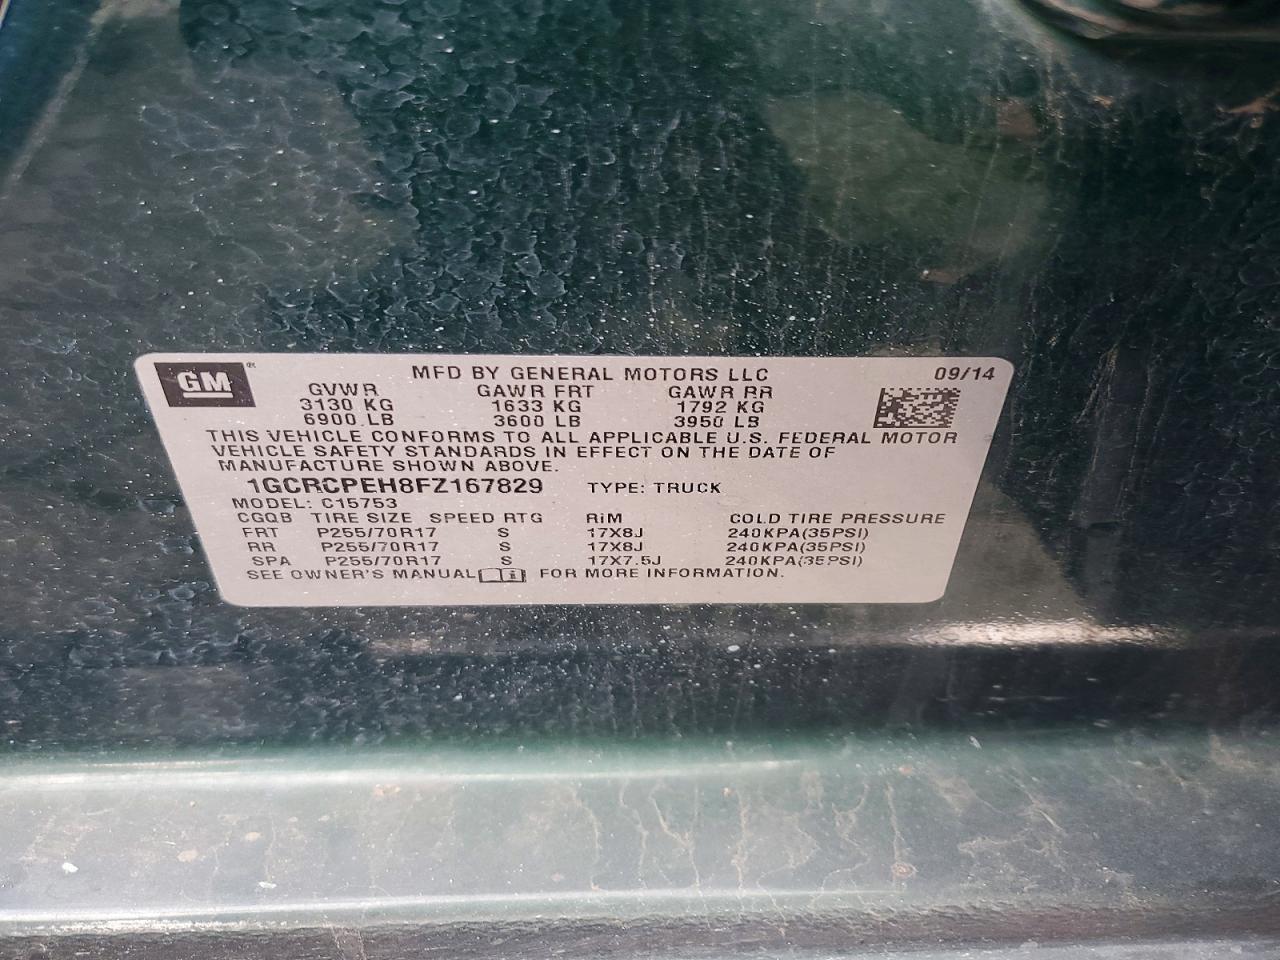 GM® MFD BY GENERAL MOTORS LLC 09/14
GVWR GAWR FRT GAWR RR
3130 KG 1633 KG 1792 KG
6900 LB 3600 LB 3950 LB
THIS VEHICLE CONFORMS TO ALL APPLICABLE U.S. FEDERAL MOTOR
VEHICLE SAFETY STANDARDS IN EFFECT ON THE DATE OF
MANUFACTURE SHOWN ABOVE.
1GCRCPEH8FZ167829 TYPE: TRUCK
MODEL: C15753
CGQB TIRE SIZE SPEED RTG RIM COLD TIRE PRESSURE
FRT P255/70R17 S 17X8J 240KPA(35PSI)
RR P255/70R17 S 17X8J 240KPA(35PSI)
SPA P255/70R17 S 17X7.5J 240KPA(35PSI)
SEE OWNER'S MANUAL FOR MORE INFORMATION.